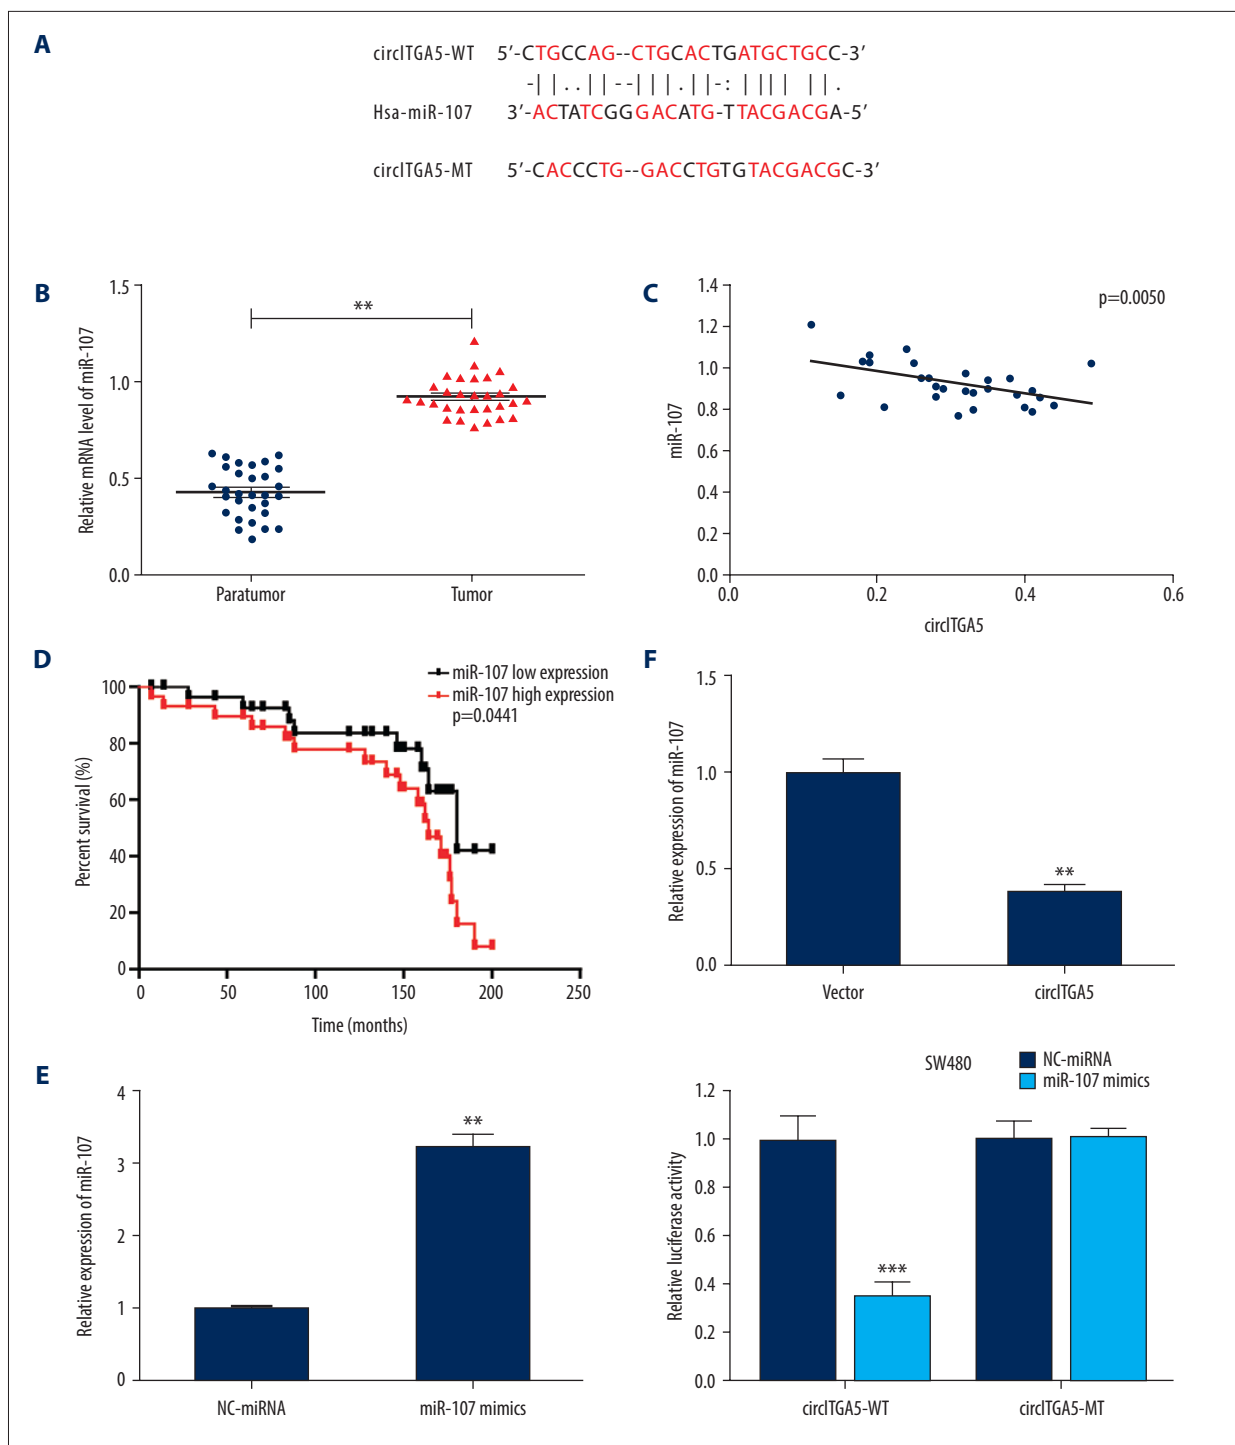 A
circITGA5-WT 5′-CTGCCAG--CTGCACTGATGCTGCC-3′
-||..||--|||.||-: |||| ||.
Hsa-miR-107 3′-ACTATCGGGACATG-TTACGACGA-5′
circITGA5-MT 5′-CACCCTG--GACCTGTGTACGACGC-3′
B
Relative mRNA level of miR-107
1.5
1.0
0.5
0.0
**
Paratumor Tumor
C
miR-107
1.4
1.2
1.0
0.8
0.6
0.4
0.2
0.0
p=0.0050
0.0 0.2 0.4 0.6
circITGA5
D
Percent survival (%)
100
80
60
40
20
0
miR-107 low expression
miR-107 high expression
p=0.0441
0 50 100 150 200 250
Time (months)
F
Relative expression of miR-107
1.5
1.0
0.5
0.0
**
Vector circITGA5
E
Relative expression of miR-107
4
3
2
1
0
**
NC-miRNA miR-107 mimics
SW480
NC-miRNA
miR-107 mimics
Relative luciferase activity
1.2
1.0
0.8
0.6
0.4
0.2
0.0
***
circITGA5-WT circITGA5-MT